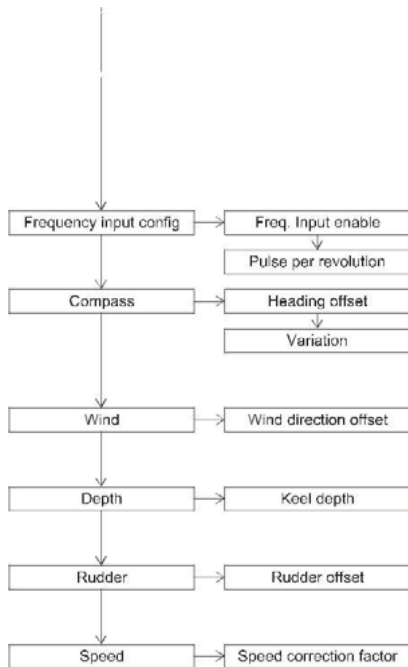 Frequency input config
Freq. Input enable
Pulse per revolution
Compass
Heading offset
Variation
Wind
Wind direction offset
Depth
Keel depth
Rudder
Rudder offset
Speed
Speed correction factor